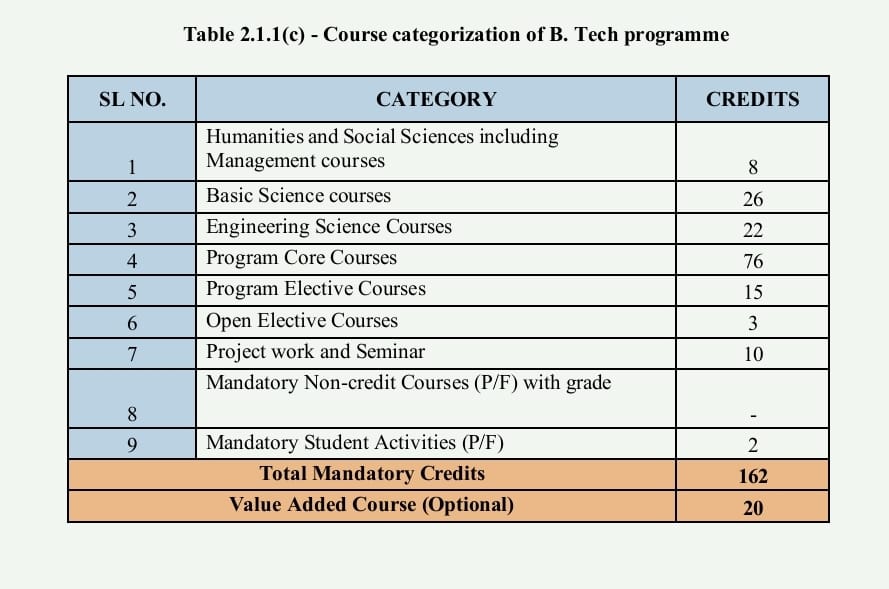 Table 2.1.1(c) - Course categorization of B. Tech programme
SL NO. CATEGORY CREDITS
Humanities and Social Sciences including
1 Management courses 8
2 Basic Science courses 26
3 Engineering Science Courses 22
4 Program Core Courses 76
5 Program Elective Courses 15
6 Open Elective Courses 3
7 Project work and Seminar 10
Mandatory Non-credit Courses (P/F) with grade
8 -
9 Mandatory Student Activities (P/F) 2
Total Mandatory Credits 162
Value Added Course (Optional) 20